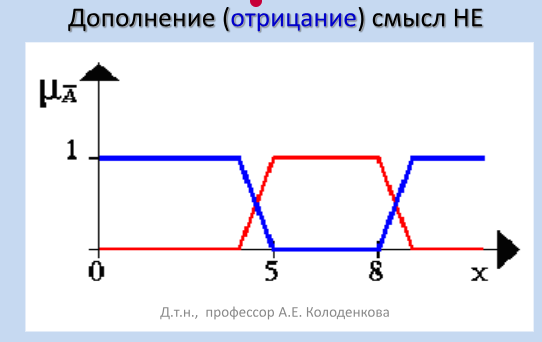 Дополнение (отрицание) смысл НЕ
μA̅
1
0 5 8 x
Д.т.н., профессор А.Е. Колоденкова